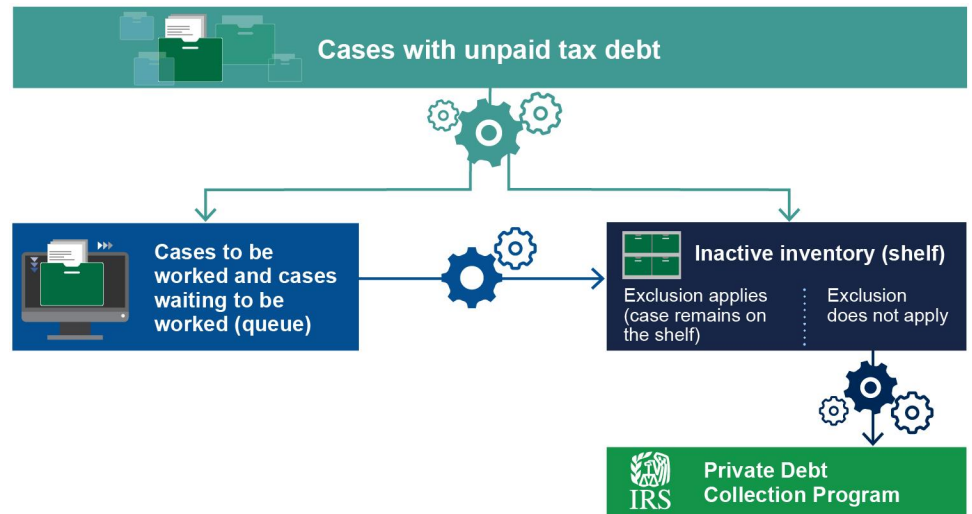 Cases with unpaid tax debt
Cases to be
worked and cases
waiting to be
worked (queue)
Inactive inventory (shelf)
Exclusion applies
(case remains on
the shelf)
Exclusion
does not apply
IRS
Private Debt
Collection Program